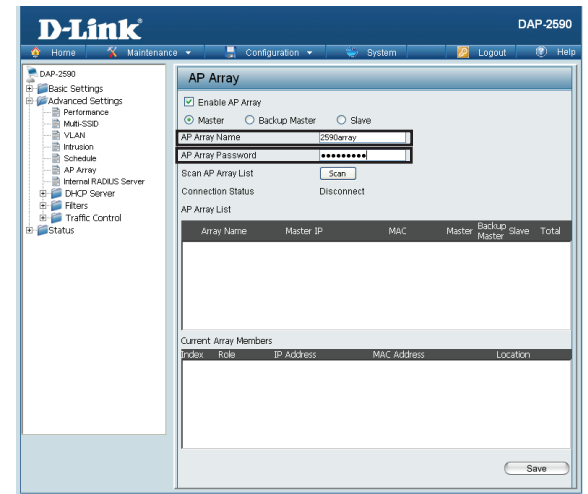 D-Link®
DAP-2590
Home Maintenance Configuration System Logout Help
DAP-2590
Basic Settings
Advanced Settings
Performance
Multi-SSID
VLAN
Intrusion
Schedule
AP Array
Internal RADIUS Server
DHCP Server
Filters
Traffic Control
Status
AP Array
Enable AP Array
Master Backup Master Slave
AP Array Name 2590array
AP Array Password ●●●●●●●●●
Scan AP Array List Scan
Connection Status Disconnect
AP Array List
Array Name Master IP MAC Master Backup Master Slave Total
Current Array Members
Index Role IP Address MAC Address Location
Save